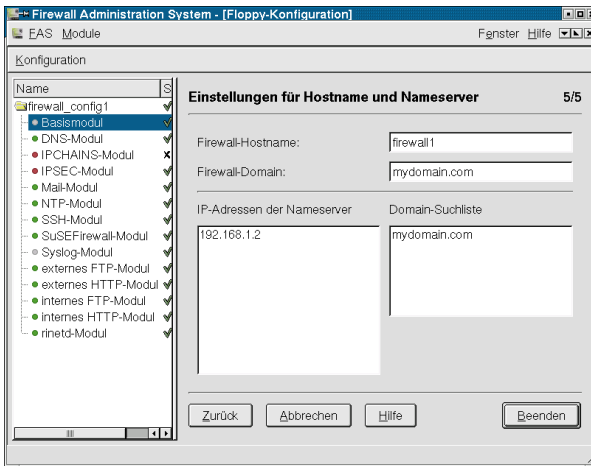 Firewall Administration System - [Floppy-Konfiguration]
EAS Module Fenster Hilfe
Konfiguration
Name S
firewall_config1
Basismodul
DNS-Modul
IPCHAINS-Modul
IPSEC-Modul
Mail-Modul
NTP-Modul
SSH-Modul
SuSEFirewall-Modul
Syslog-Modul
externes FTP-Modul
externes HTTP-Modul
internes FTP-Modul
internes HTTP-Modul
rinetd-Modul
Einstellungen für Hostname und Nameserver 5/5
Firewall-Hostname: firewall1
Firewall-Domain: mydomain.com
IP-Adressen der Nameserver Domain-Suchliste
192.168.1.2 mydomain.com
Zurück Abbrechen Hilfe Beenden